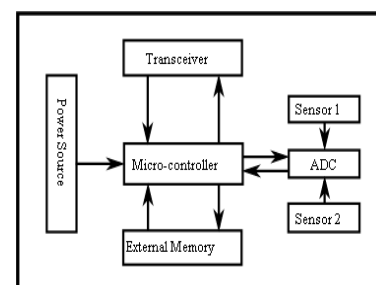 Transceiver
Power Source
Sensor 1
Micro-controller
ADC
External Memory
Sensor 2